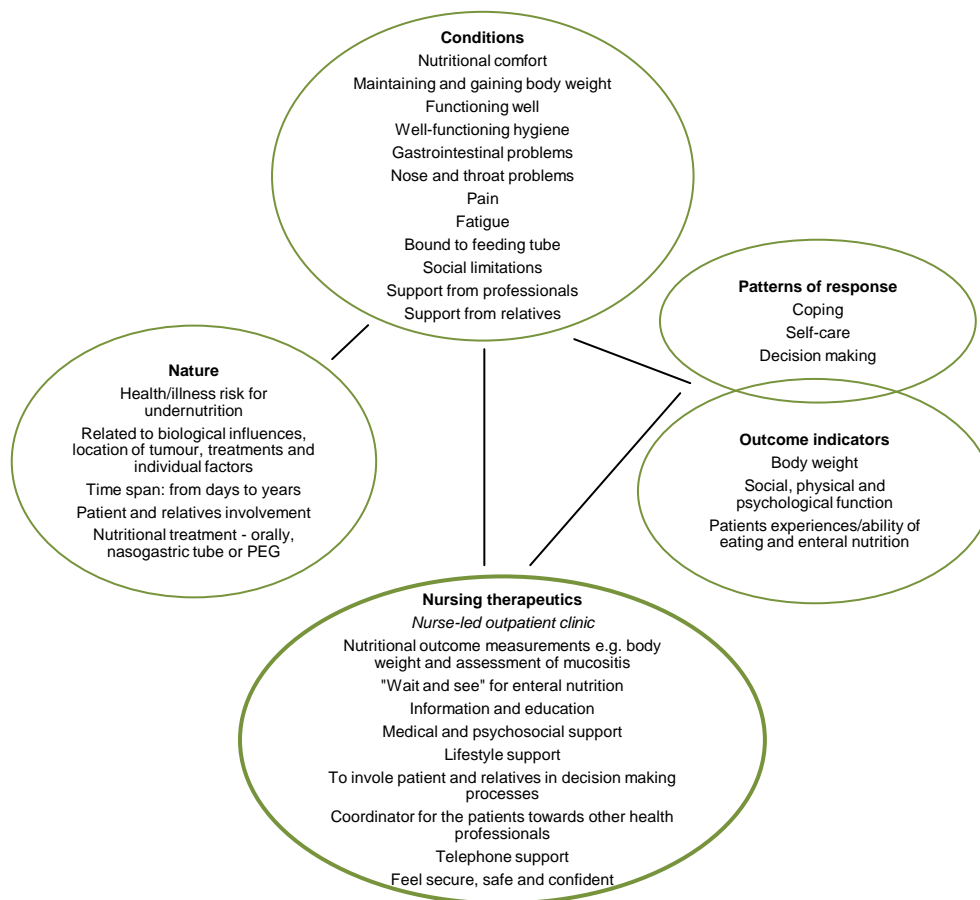 Conditions
Nutritional comfort
Maintaining and gaining body weight
Functioning well
Well-functioning hygiene
Gastrointestinal problems
Nose and throat problems
Pain
Fatigue
Bound to feeding tube
Social limitations
Support from professionals
Support from relatives
Patterns of response
Coping
Self-care
Decision making
Nature
Health/illness risk for
undernutrition
Related to biological influences,
location of tumour, treatments and
individual factors
Time span: from days to years
Patient and relatives involvement
Nutritional treatment - orally,
nasogastric tube or PEG
Outcome indicators
Body weight
Social, physical and
psychological function
Patients experiences/ability of
eating and enteral nutrition
Nursing therapeutics
Nurse-led outpatient clinic
Nutritional outcome measurements e.g. body
weight and assessment of mucositis
"Wait and see" for enteral nutrition
Information and education
Medical and psychosocial support
Lifestyle support
To invole patient and relatives in decision making
processes
Coordinator for the patients towards other health
professionals
Telephone support
Feel secure, safe and confident